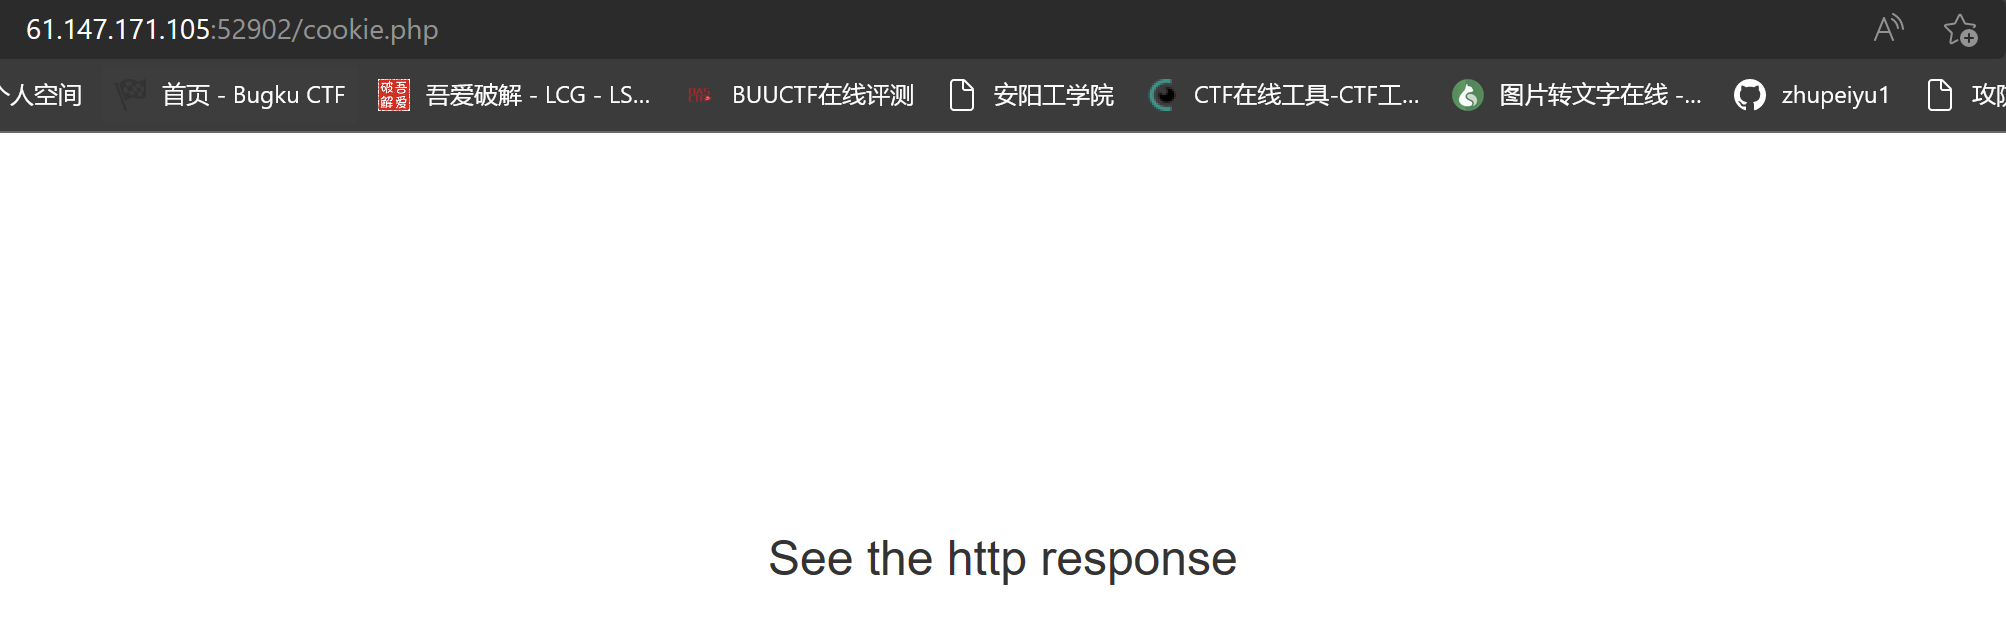 61.147.171.105:52902/cookie.php
个人空间 首页 - Bugku CTF 吾爱破解 - LCG - LS... BUUCTF在线评测 安阳工学院 CTF在线工具-CTF工... 图片转文字在线 -... zhupeiyu1 攻防
See the http response